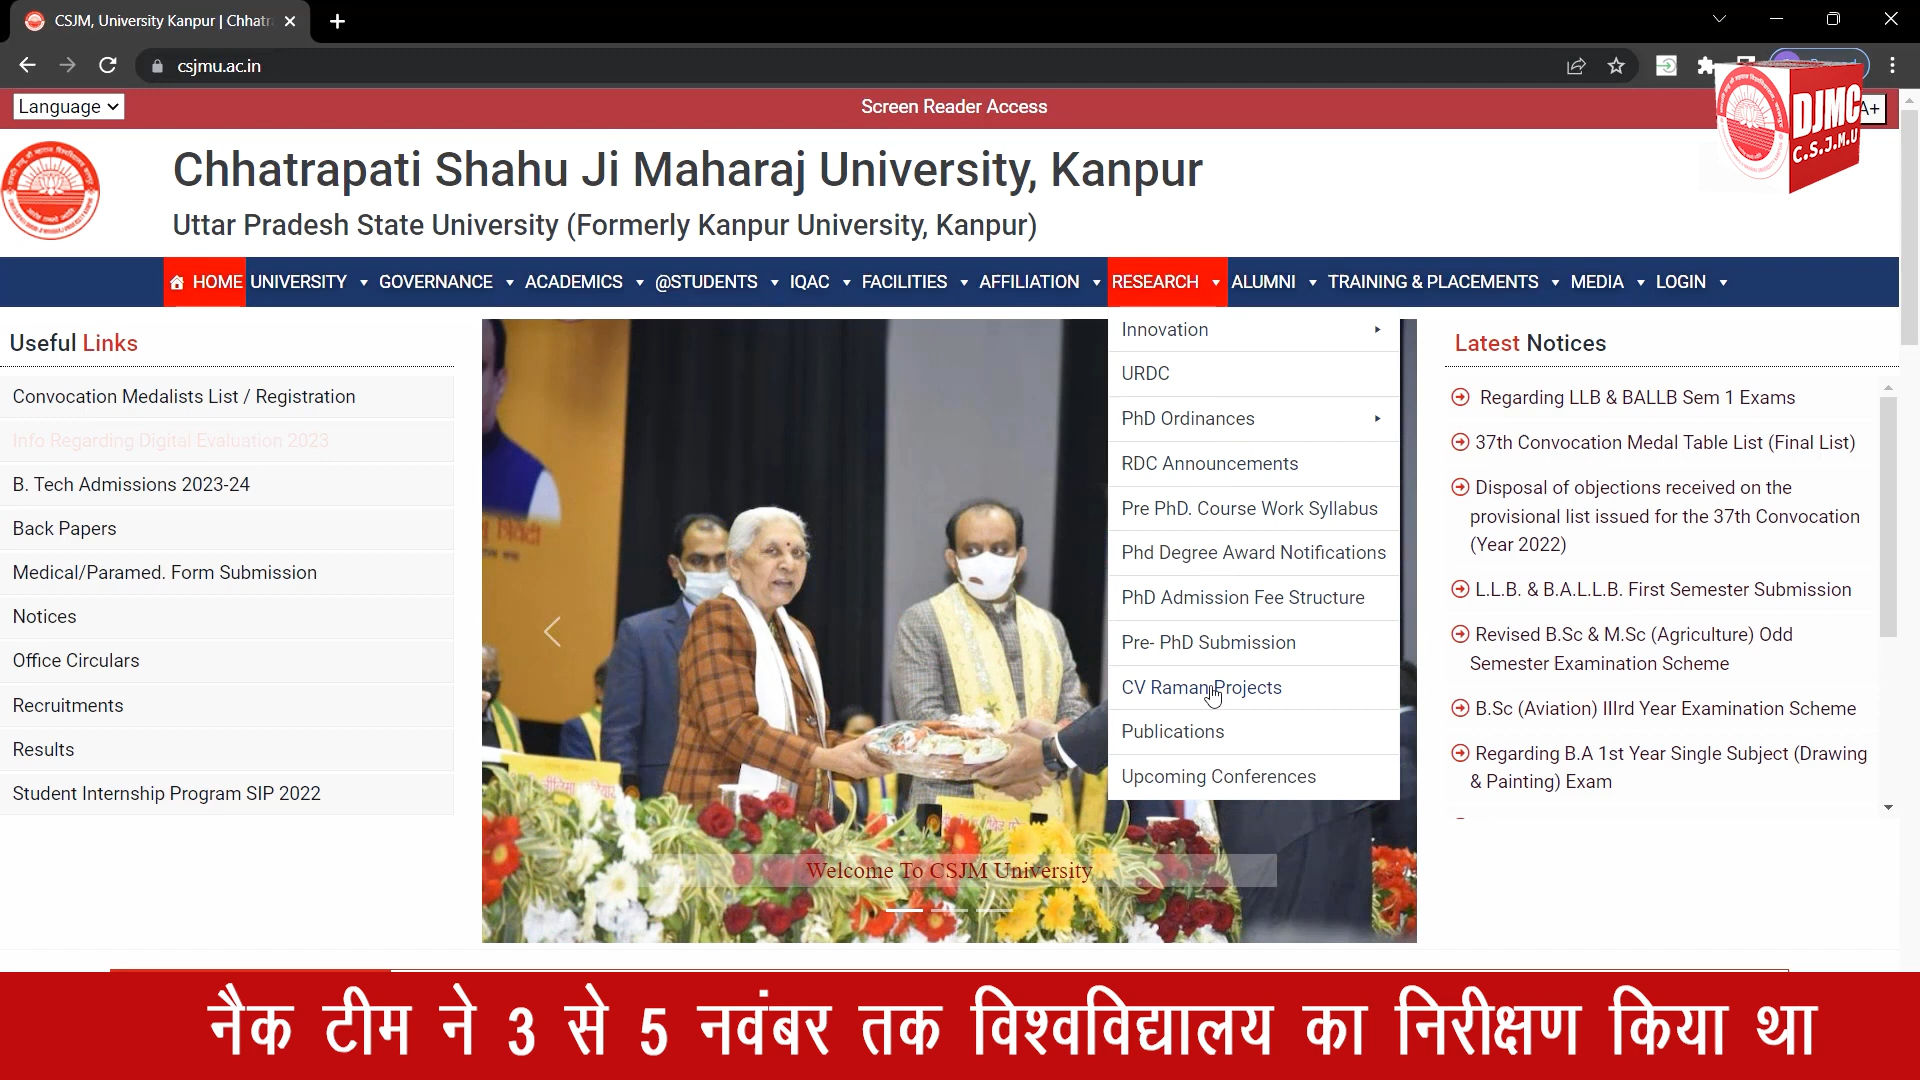 CSJM, University Kanpur | Chhatr
csjmu.ac.in
Language
Screen Reader Access
A+
DJMC
C.S.J.M.U
Chhatrapati Shahu Ji Maharaj University, Kanpur
Uttar Pradesh State University (Formerly Kanpur University, Kanpur)
HOME UNIVERSITY GOVERNANCE ACADEMICS @STUDENTS IQAC FACILITIES AFFILIATION RESEARCH ALUMNI TRAINING & PLACEMENTS MEDIA LOGIN
Useful Links
Convocation Medalists List / Registration
Info Regarding Digital Evaluation 2023
B. Tech Admissions 2023-24
Back Papers
Medical/Paramed. Form Submission
Notices
Office Circulars
Recruitments
Results
Student Internship Program SIP 2022
Innovation
URDC
PhD Ordinances
RDC Announcements
Pre PhD. Course Work Syllabus
Phd Degree Award Notifications
PhD Admission Fee Structure
Pre- PhD Submission
CV Raman Projects
Publications
Upcoming Conferences
Welcome To CSJM University
Latest Notices
Regarding LLB & BALLB Sem 1 Exams
37th Convocation Medal Table List (Final List)
Disposal of objections received on the
provisional list issued for the 37th Convocation
(Year 2022)
L.L.B. & B.A.L.L.B. First Semester Submission
Revised B.Sc & M.Sc (Agriculture) Odd
Semester Examination Scheme
B.Sc (Aviation) IIIrd Year Examination Scheme
Regarding B.A 1st Year Single Subject (Drawing
& Painting) Exam
नैक टीम ने 3 से 5 नवंबर तक विश्वविद्यालय का निरीक्षण किया था